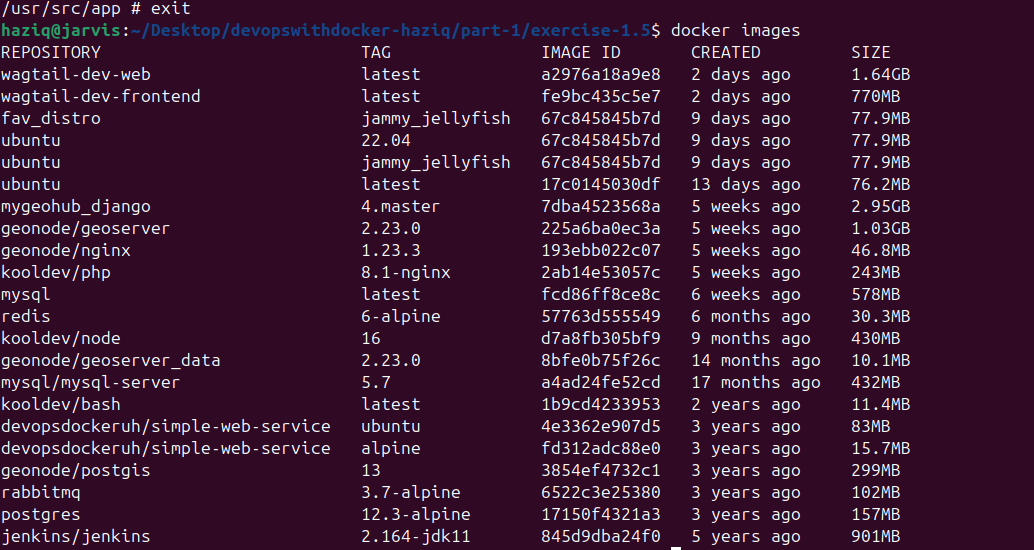 /usr/src/app # exit
haziq@jarvis:~/Desktop/devopswithdocker-haziq/part-1/exercise-1.5$ docker images
REPOSITORY TAG IMAGE ID CREATED SIZE
wagtail-dev-web latest a2976a18a9e8 2 days ago 1.64GB
wagtail-dev-frontend latest fe9bc435c5e7 2 days ago 770MB
fav_distro jammy_jellyfish 67c845845b7d 9 days ago 77.9MB
ubuntu 22.04 67c845845b7d 9 days ago 77.9MB
ubuntu jammy_jellyfish 67c845845b7d 9 days ago 77.9MB
ubuntu latest 17c0145030df 13 days ago 76.2MB
mygeohub_django 4.master 7dba4523568a 5 weeks ago 2.95GB
geonode/geoserver 2.23.0 225a6ba0ec3a 5 weeks ago 1.03GB
geonode/nginx 1.23.3 193ebb022c07 5 weeks ago 46.8MB
kooldev/php 8.1-nginx 2ab14e53057c 5 weeks ago 243MB
mysql latest fcd86ff8ce8c 6 weeks ago 578MB
redis 6-alpine 57763d555549 6 months ago 30.3MB
kooldev/node 16 d7a8fb305bf9 9 months ago 430MB
geonode/geoserver_data 2.23.0 8bfe0b75f26c 14 months ago 10.1MB
mysql/mysql-server 5.7 a4ad24fe52cd 17 months ago 432MB
kooldev/bash latest 1b9cd4233953 2 years ago 11.4MB
devopsdockeruh/simple-web-service ubuntu 4e3362e907d5 3 years ago 83MB
devopsdockeruh/simple-web-service alpine fd312adc88e0 3 years ago 15.7MB
geonode/postgis 13 3854ef4732c1 3 years ago 299MB
rabbitmq 3.7-alpine 6522c3e25380 3 years ago 102MB
postgres 12.3-alpine 17150f4321a3 3 years ago 157MB
jenkins/jenkins 2.164-jdk11 845d9dba24f0 5 years ago 901MB